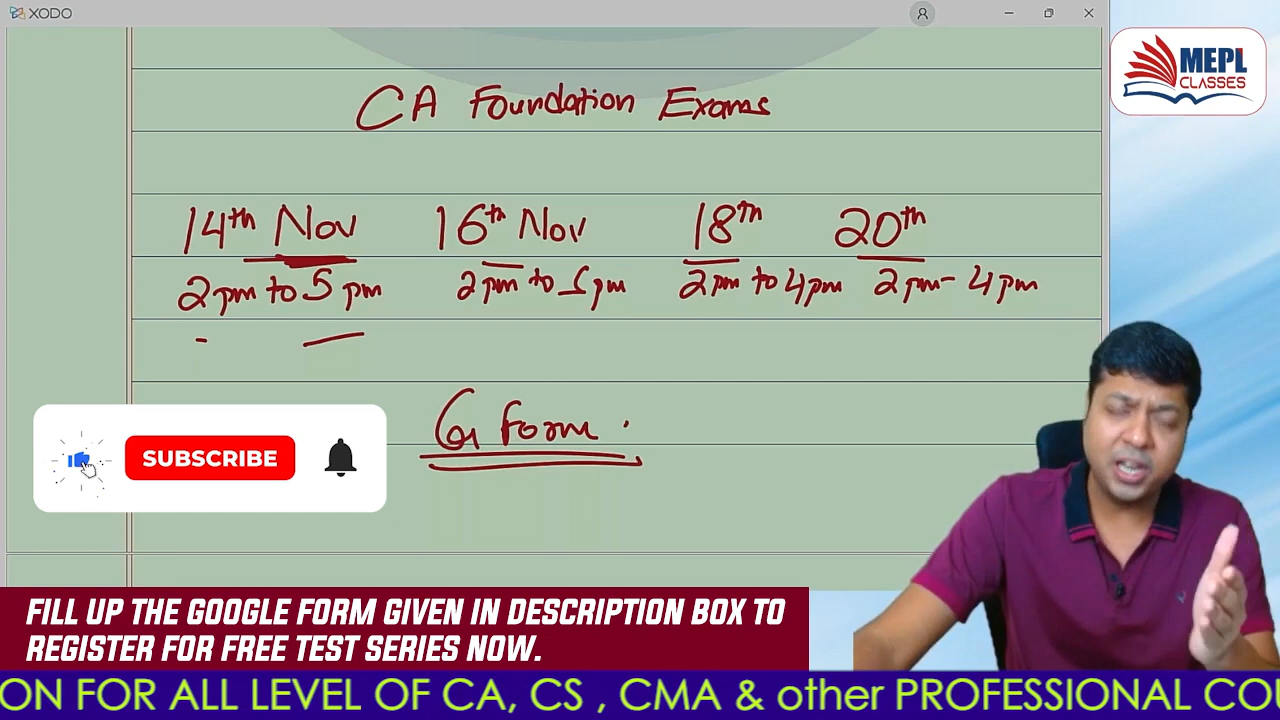 XODO
MEPL
CLASSES
CA Foundation Exams
14th Nov 16th Nov 18th 20th
2pm to 5pm 2pm to 5pm 2pm to 4pm 2pm - 4pm
G Form.
SUBSCRIBE
FILL UP THE GOOGLE FORM GIVEN IN DESCRIPTION BOX TO
REGISTER FOR FREE TEST SERIES NOW.
ON FOR ALL LEVEL OF CA, CS , CMA & other PROFESSIONAL COU